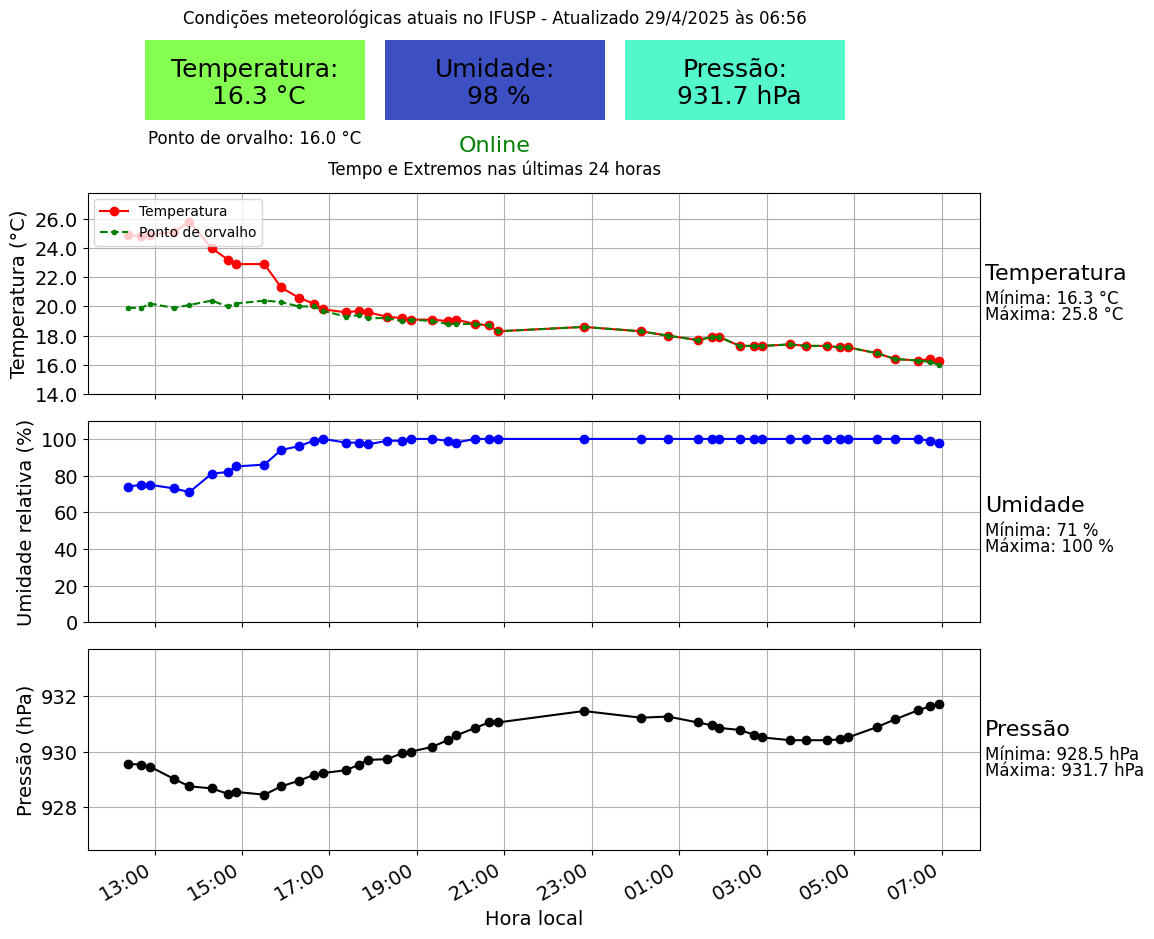 Condições meteorológicas atuais no IFUSP - Atualizado 29/4/2025 às 06:56
Temperatura:
16.3 °C
Umidade:
98 %
Pressão:
931.7 hPa
Ponto de orvalho: 16.0 °C
Online
Tempo e Extremos nas últimas 24 horas
Temperatura (°C)
26.0
24.0
22.0
20.0
18.0
16.0
14.0
Temperatura
Ponto de orvalho
Temperatura
Mínima: 16.3 °C
Máxima: 25.8 °C
Umidade relativa (%)
100
80
60
40
20
0
Umidade
Mínima: 71 %
Máxima: 100 %
Pressão (hPa)
932
930
928
Pressão
Mínima: 928.5 hPa
Máxima: 931.7 hPa
13:00
15:00
17:00
19:00
21:00
23:00
01:00
03:00
05:00
07:00
Hora local